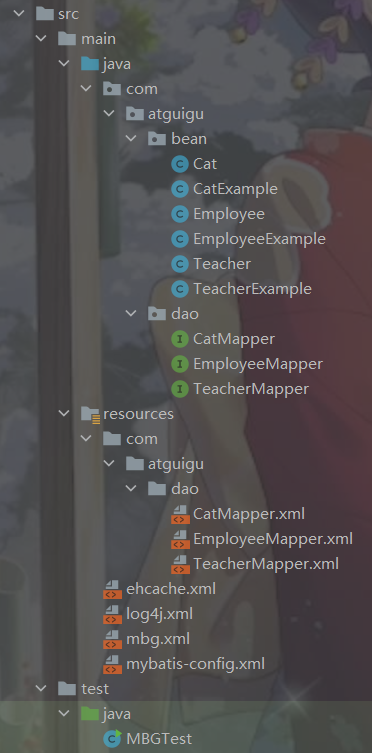 src
main
java
com
atguigu
bean
Cat
CatExample
Employee
EmployeeExample
Teacher
TeacherExample
dao
CatMapper
EmployeeMapper
TeacherMapper
resources
com
atguigu
dao
CatMapper.xml
EmployeeMapper.xml
TeacherMapper.xml
ehcache.xml
log4j.xml
mbg.xml
mybatis-config.xml
test
java
MBGTest